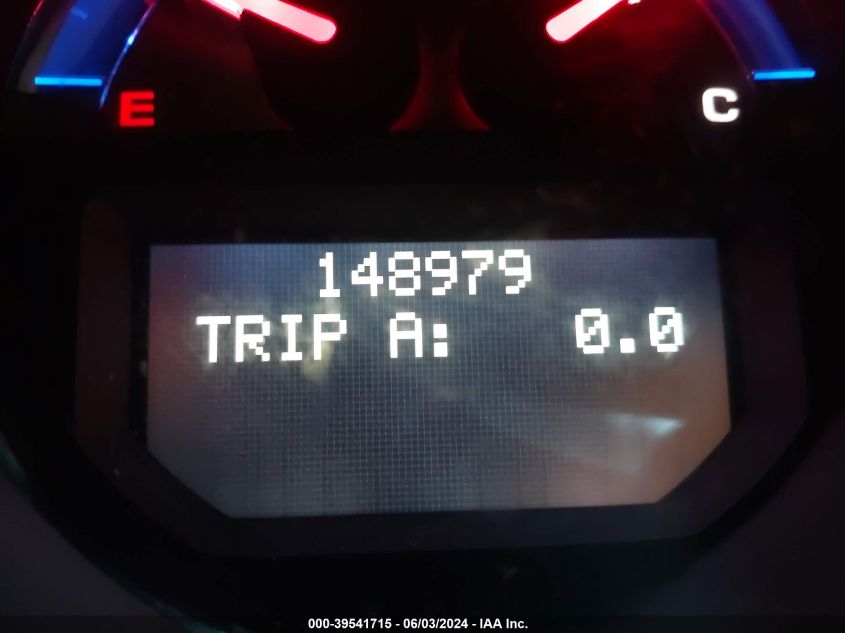 E
C
148979
TRIP A: 0.0
000-39541715 - 06/03/2024 - IAA Inc.